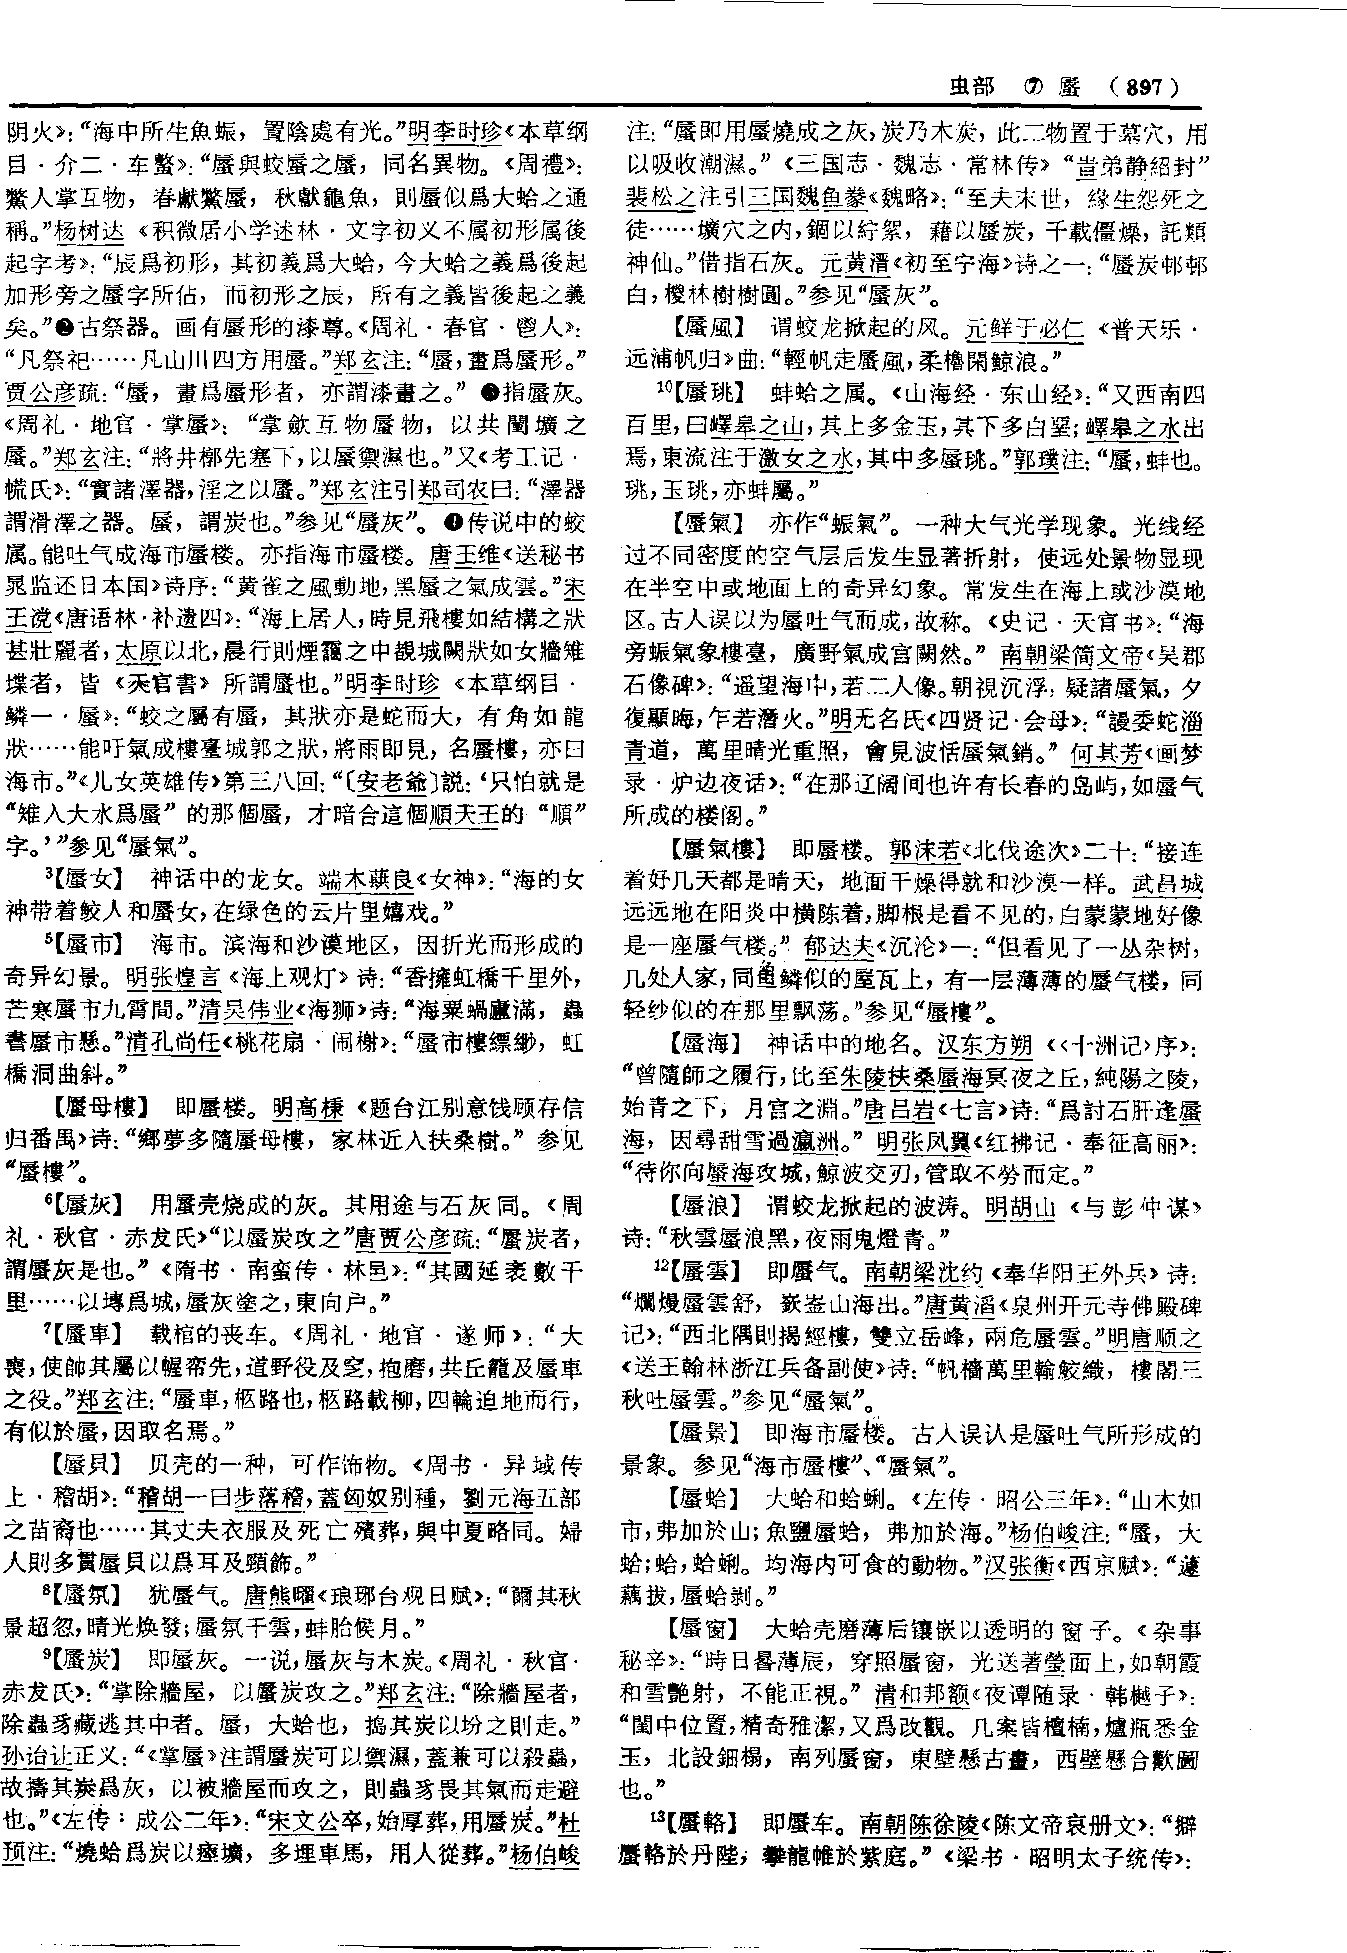 虫部 ⑦ 蜃 (897)
阴火》：“海中所生魚蜄，置陰處有光。”明李时珍《本草纲
目·介二·车螯》：“蜃與蛟蜃之蜃，同名異物。《周禮》：
鱉人掌互物，春獻鱉蜃，秋獻龜魚，則蜃似爲大蛤之通
稱。”杨树达《积微居小学述林·文字初义不属初形属後
起字考》：“辰爲初形，其初義爲大蛤，今大蛤之義爲後起
加形旁之蜃字所佔，而初形之辰，所有之義皆後起之義
矣。”❷古祭器。画有蜃形的漆尊。《周礼·春官·鬯人》：
“凡祭祀……凡山川四方用蜃。”郑玄注：“蜃，畫爲蜃形。”
贾公彦疏：“蜃，畫爲蜃形者，亦謂漆畫之。”❸指蜃灰。
《周礼·地官·掌蜃》：“掌斂互物蜃物，以共闉壙之
蜃。”郑玄注：“將井槨先塞下，以蜃禦濕也。”又《考工记·
㡛氏》：“實諸澤器，淫之以蜃。”郑玄注引郑司农曰：“澤器
謂滑澤之器。蜃，謂炭也。”参见“蜃灰”。❹传说中的蛟
属。能吐气成海市蜃楼。亦指海市蜃楼。唐王维《送秘书
晁监还日本国》诗序：“黄雀之風動地，黑蜃之氣成雲。”宋
王谠《唐语林·补遗四》：“海上居人，時見飛樓如結構之狀
甚壯麗者，太原以北，晨行則煙靄之中覩城闕狀如女牆雉
堞者，皆《天官書》所謂蜃也。”明李时珍《本草纲目·
鳞一·蜃》：“蛟之屬有蜃，其狀亦是蛇而大，有角如龍
狀……能吁氣成樓臺城郭之狀，將雨即見，名蜃樓，亦曰
海市。”《儿女英雄传》第三八回：“〔安老爺〕説：‘只怕就是
“雉入大水爲蜃”的那個蜃，才暗合這個順天王的“順”
字。’”参见“蜃氣”。
³【蜃女】 神话中的龙女。端木蕻良《女神》：“海的女
神带着鲛人和蜃女，在绿色的云片里嬉戏。”
⁵【蜃市】 海市。滨海和沙漠地区，因折光而形成的
奇异幻景。明张煌言《海上观灯》诗：“香擁虹橋千里外，
芒寒蜃市九霄間。”清吴伟业《海狮》诗：“海粟蝸廬滿，蟲
書蜃市懸。”清孔尚任《桃花扇·闹榭》：“蜃市樓縹緲，虹
橋洞曲斜。”
【蜃母樓】 即蜃楼。明高棅《题台江别意饯顾存信
归番禺》诗：“鄉夢多隨蜃母樓，家林近入扶桑樹。”参见
“蜃樓”。
⁶【蜃灰】 用蜃壳烧成的灰。其用途与石灰同。《周
礼·秋官·赤犮氏》“以蜃炭攻之”唐贾公彦疏：“蜃炭者，
謂蜃灰是也。”《隋书·南蛮传·林邑》：“其國延袤數千
里……以塼爲城，蜃灰塗之，東向户。”
⁷【蜃車】 载棺的丧车。《周礼·地官·遂师》：“大
喪，使帥其屬以幄帟先，道野役及窆，抱磨，共丘籠及蜃車
之役。”郑玄注：“蜃車，柩路也，柩路載柳，四輪迫地而行，
有似於蜃，因取名焉。”
【蜃貝】 贝壳的一种，可作饰物。《周书·异域传
上·稽胡》：“稽胡一曰步落稽，蓋匈奴别種，劉元海五部
之苗裔也……其丈夫衣服及死亡殯葬，與中夏略同。婦
人則多貫蜃貝以爲耳及頸飾。”
⁸【蜃氛】 犹蜃气。唐熊曜《琅琊台观日赋》：“爾其秋
景超忽，晴光焕發；蜃氛干雲，蚌胎候月。”
⁹【蜃炭】 即蜃灰。一说，蜃灰与木炭。《周礼·秋官·
赤犮氏》：“掌除牆屋，以蜃炭攻之。”郑玄注：“除牆屋者，
除蟲豸藏逃其中者。蜃，大蛤也，搗其炭以坋之則走。”
孙诒让正义：“《掌蜃》注謂蜃炭可以禦濕，蓋兼可以殺蟲，
故擣其炭爲灰，以被牆屋而攻之，則蟲豸畏其氣而走避
也。”《左传·成公二年》：“宋文公卒，始厚葬，用蜃炭。”杜
预注：“燒蛤爲炭以瘞壙，多埋車馬，用人從葬。”杨伯峻
注：“蜃即用蜃燒成之灰，炭乃木炭，此二物置于墓穴，用
以吸收潮濕。”《三国志·魏志·常林传》“旹弟静紹封”
裴松之注引三国魏鱼豢《魏略》：“至夫末世，緣生怨死之
徒……壙穴之内，錮以紵絮，藉以蜃炭，千載僵燥，託類
神仙。”借指石灰。元黄溍《初至宁海》诗之一：“蜃炭邨邨
白，椶林樹樹圓。”参见“蜃灰”。
【蜃風】 谓蛟龙掀起的风。元鲜于必仁《普天乐·
远浦帆归》曲：“輕帆走蜃風，柔櫓閑鲸浪。”
¹⁰【蜃珧】 蚌蛤之属。《山海经·东山经》：“又西南四
百里，曰嶧皋之山，其上多金玉，其下多白堊；嶧皋之水出
焉，東流注于激女之水，其中多蜃珧。”郭璞注：“蜃，蚌也。
珧，玉珧，亦蚌屬。”
【蜃氣】 亦作“蜄氣”。一种大气光学现象。光线经
过不同密度的空气层后发生显著折射，使远处景物显现
在半空中或地面上的奇异幻象。常发生在海上或沙漠地
区。古人误以为蜃吐气而成，故称。《史记·天官书》：“海
旁蜄氣象樓臺，廣野氣成宫闕然。”南朝梁简文帝《吴郡
石像碑》：“遥望海中，若二人像。朝視沉浮，疑諸蜃氣，夕
復顯晦，乍若潛火。”明无名氏《四贤记·会母》：“謾委蛇淄
青道，萬里晴光重照，會見波恬蜃氣銷。”何其芳《画梦
录·炉边夜话》：“在那辽阔间也许有长春的岛屿，如蜃气
所成的楼阁。”
【蜃氣樓】 即蜃楼。郭沫若《北伐途次》二十：“接连
着好几天都是晴天，地面干燥得就和沙漠一样。武昌城
远远地在阳炎中横陈着，脚根是看不见的，白蒙蒙地好像
是一座蜃气楼。”郁达夫《沉沦》一：“但看见了一丛杂树，
几处人家，同鱼鳞似的屋瓦上，有一层薄薄的蜃气楼，同
轻纱似的在那里飘荡。”参见“蜃樓”。
【蜃海】 神话中的地名。汉东方朔《〈十洲记〉序》：
“曾隨師之履行，比至朱陵扶桑蜃海冥夜之丘，純陽之陵，
始青之下，月宫之淵。”唐吕岩《七言》诗：“爲討石肝逢蜃
海，因尋甜雪過瀛洲。”明张凤翼《红拂记·奉征高丽》：
“待你向蜃海攻城，鲸波交刃，管取不勞而定。”
【蜃浪】 谓蛟龙掀起的波涛。明胡山《与彭仲谋》
诗：“秋雲蜃浪黑，夜雨鬼燈青。”
¹²【蜃雲】 即蜃气。南朝梁沈约《奉华阳王外兵》诗：
“爛熳蜃雲舒，嶔崟山海出。”唐黄滔《泉州开元寺佛殿碑
记》：“西北隅則揭經樓，雙立岳峰，兩危蜃雲。”明唐顺之
《送王翰林浙江兵备副使》诗：“帆檣萬里輸鮫織，樓閣三
秋吐蜃雲。”参见“蜃氣”。
【蜃景】 即海市蜃楼。古人误认是蜃吐气所形成的
景象。参见“海市蜃樓”、“蜃氣”。
【蜃蛤】 大蛤和蛤蜊。《左传·昭公三年》：“山木如
市，弗加於山；魚鹽蜃蛤，弗加於海。”杨伯峻注：“蜃，大
蛤；蛤，蛤蜊。均海内可食的動物。”汉张衡《西京赋》：“蘧
藕拔，蜃蛤剥。”
【蜃窗】 大蛤壳磨薄后镶嵌以透明的窗子。《杂事
秘辛》：“時日晷薄辰，穿照蜃窗，光送著瑩面上，如朝霞
和雪艷射，不能正視。”清和邦额《夜谭随录·韩樾子》：
“閨中位置，精奇雅潔，又爲改觀。几案皆檀楠，爐瓶悉金
玉，北設鈿榻，南列蜃窗，東壁懸古畫，西壁懸合歡圖
也。”
¹³【蜃輅】 即蜃车。南朝陈徐陵《陈文帝哀册文》：“辯
蜃輅於丹陛，攀龍帷於紫庭。”《梁书·昭明太子统传》：